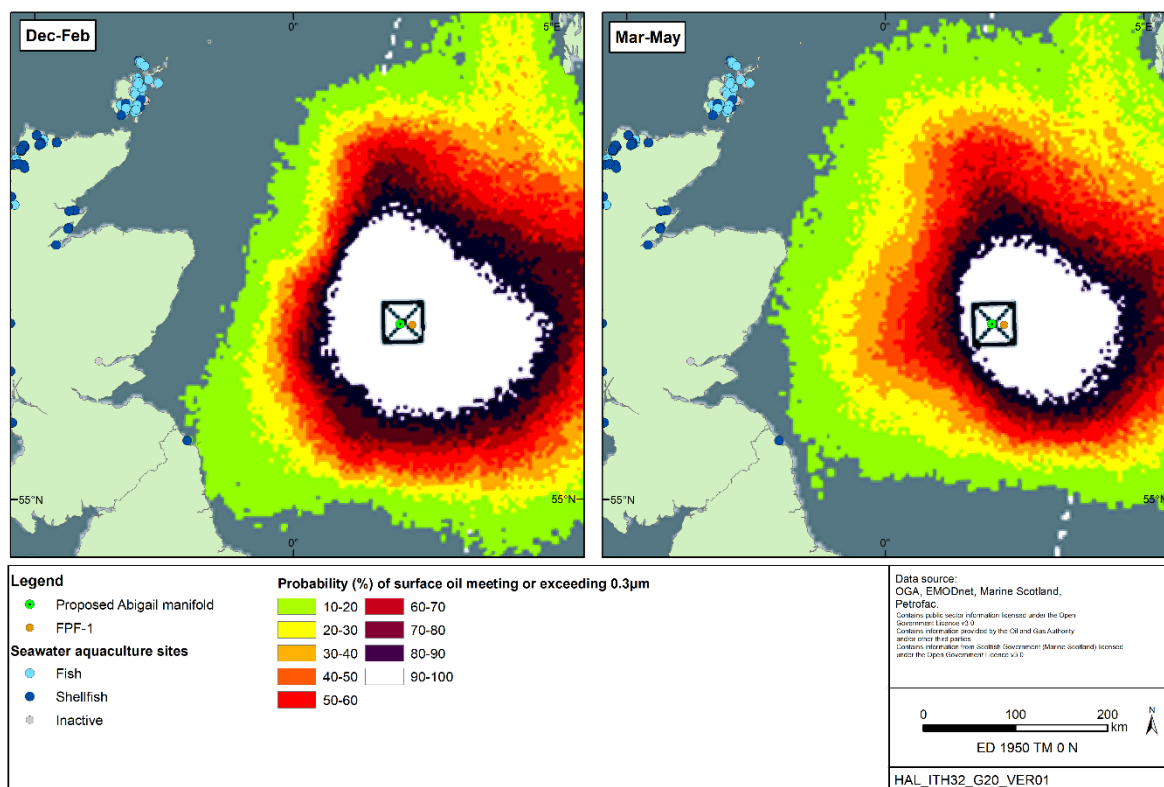 Dec-Feb
0°
5°E
55°N
0°
Mar-May
0°
5°E
55°N
55°N
0°
Legend
Proposed Abigail manifold
FPF-1
Seawater aquaculture sites
Fish
Shellfish
Inactive
Probability (%) of surface oil meeting or exceeding 0.3µm
10-20
20-30
30-40
40-50
50-60
60-70
70-80
80-90
90-100
Data source:
OGA, EMODnet, Marine Scotland,
Petrofac.
Contains public sector information licensed under the Open
Government Licence v3.0
Contains information provided by the Oil and Gas Authority
and/or other third parties.
Contains information from Scottish Government (Marine Scotland) licensed
under the Open Government Licence v3.0
0 100 200
km
N
ED 1950 TM 0 N
HAL_ITH32_G20_VER01